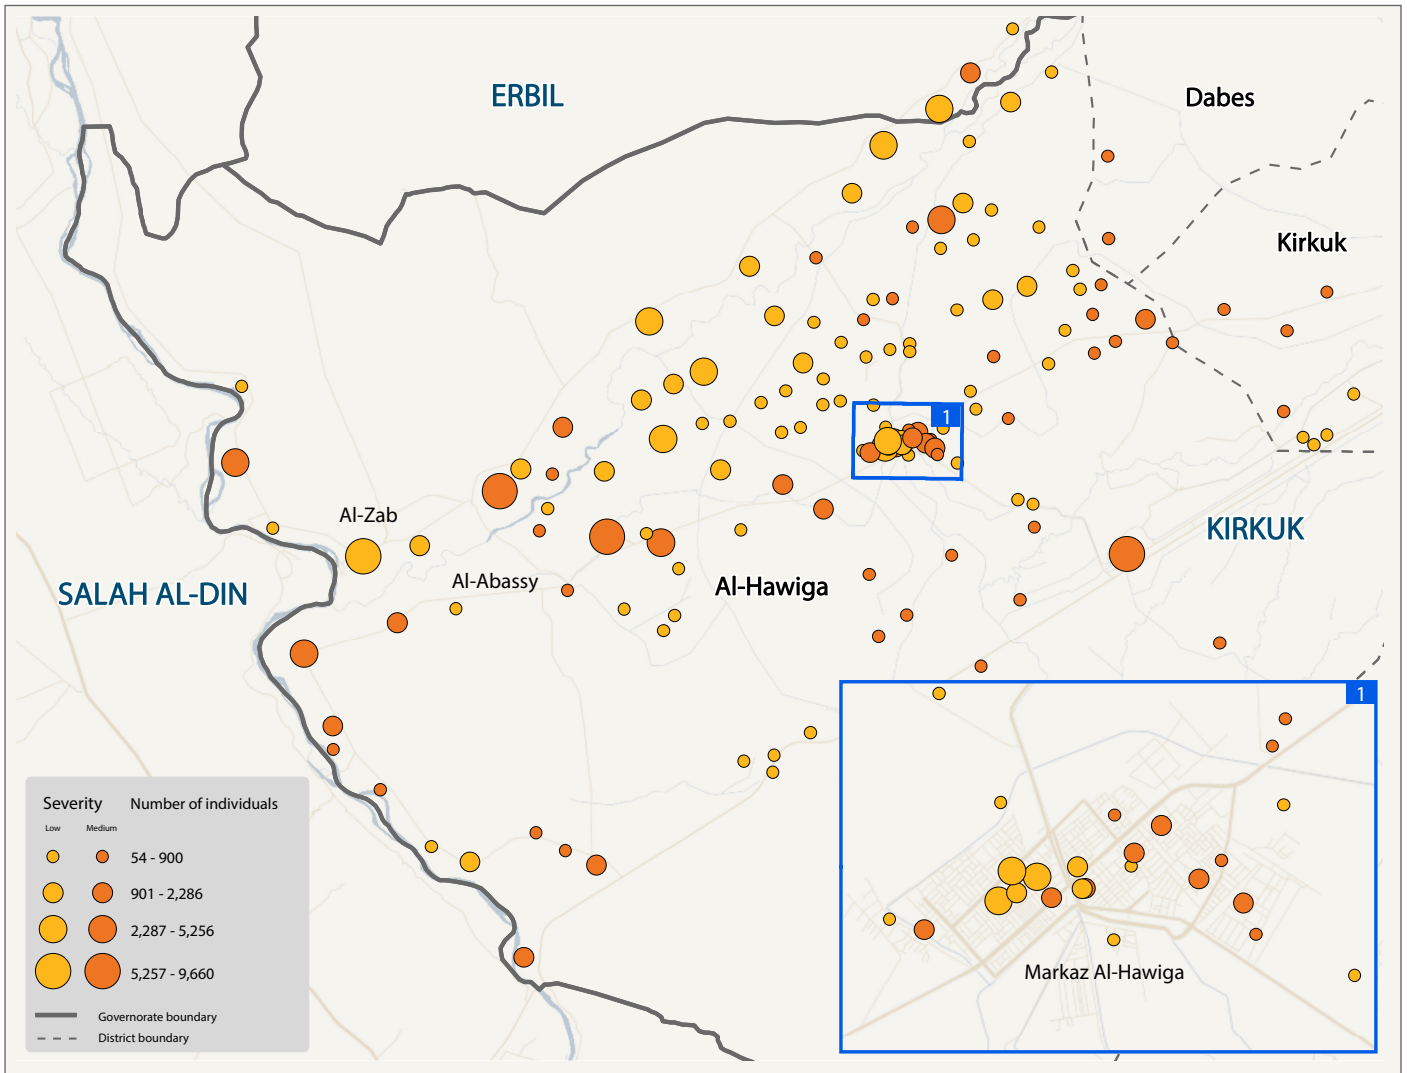 ERBIL
Dabes
Kirkuk
1
Al-Zab
KIRKUK
Al-Abassy
Al-Hawiga
SALAH AL-DIN
1
Markaz Al-Hawiga
Severity Number of individuals
Low Medium
54 - 900
901 - 2,286
2,287 - 5,256
5,257 - 9,660
Governorate boundary
District boundary